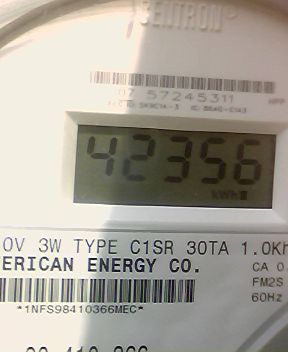 SENTRON
07 57245311
42356
kWh
0V 3W TYPE C1SR 30TA 1.0Kh
ERICAN ENERGY CO.
CA 0.
FM2S
60Hz
*1NFS98410366MEC*